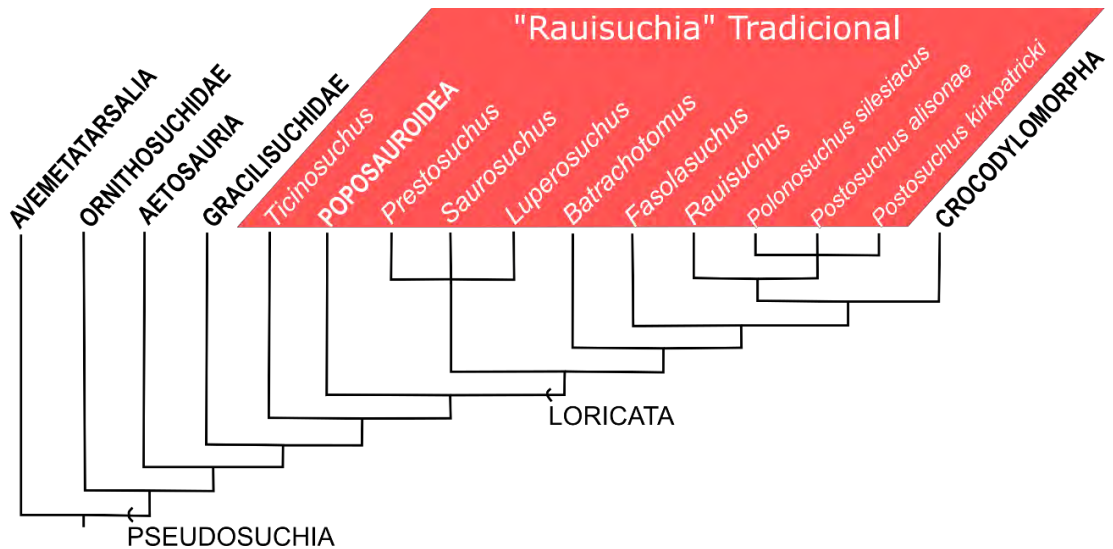 "Rauisuchia" Tradicional
AVEMETATARSALIA
ORNITHOSUCHIDAE
AETOSAURIA
GRACILISUCHIDAE
Ticinosuchus
POPOSAUROIDEA
Prestosuchus
Saurosuchus
Luperosuchus
Batrachotomus
Fasolasuchus
Rauisuchus
Polonosuchus silesiacus
Postosuchus alisonae
Postosuchus kirkpatricki
CROCODYLOMORPHA
LORICATA
PSEUDOSUCHIA